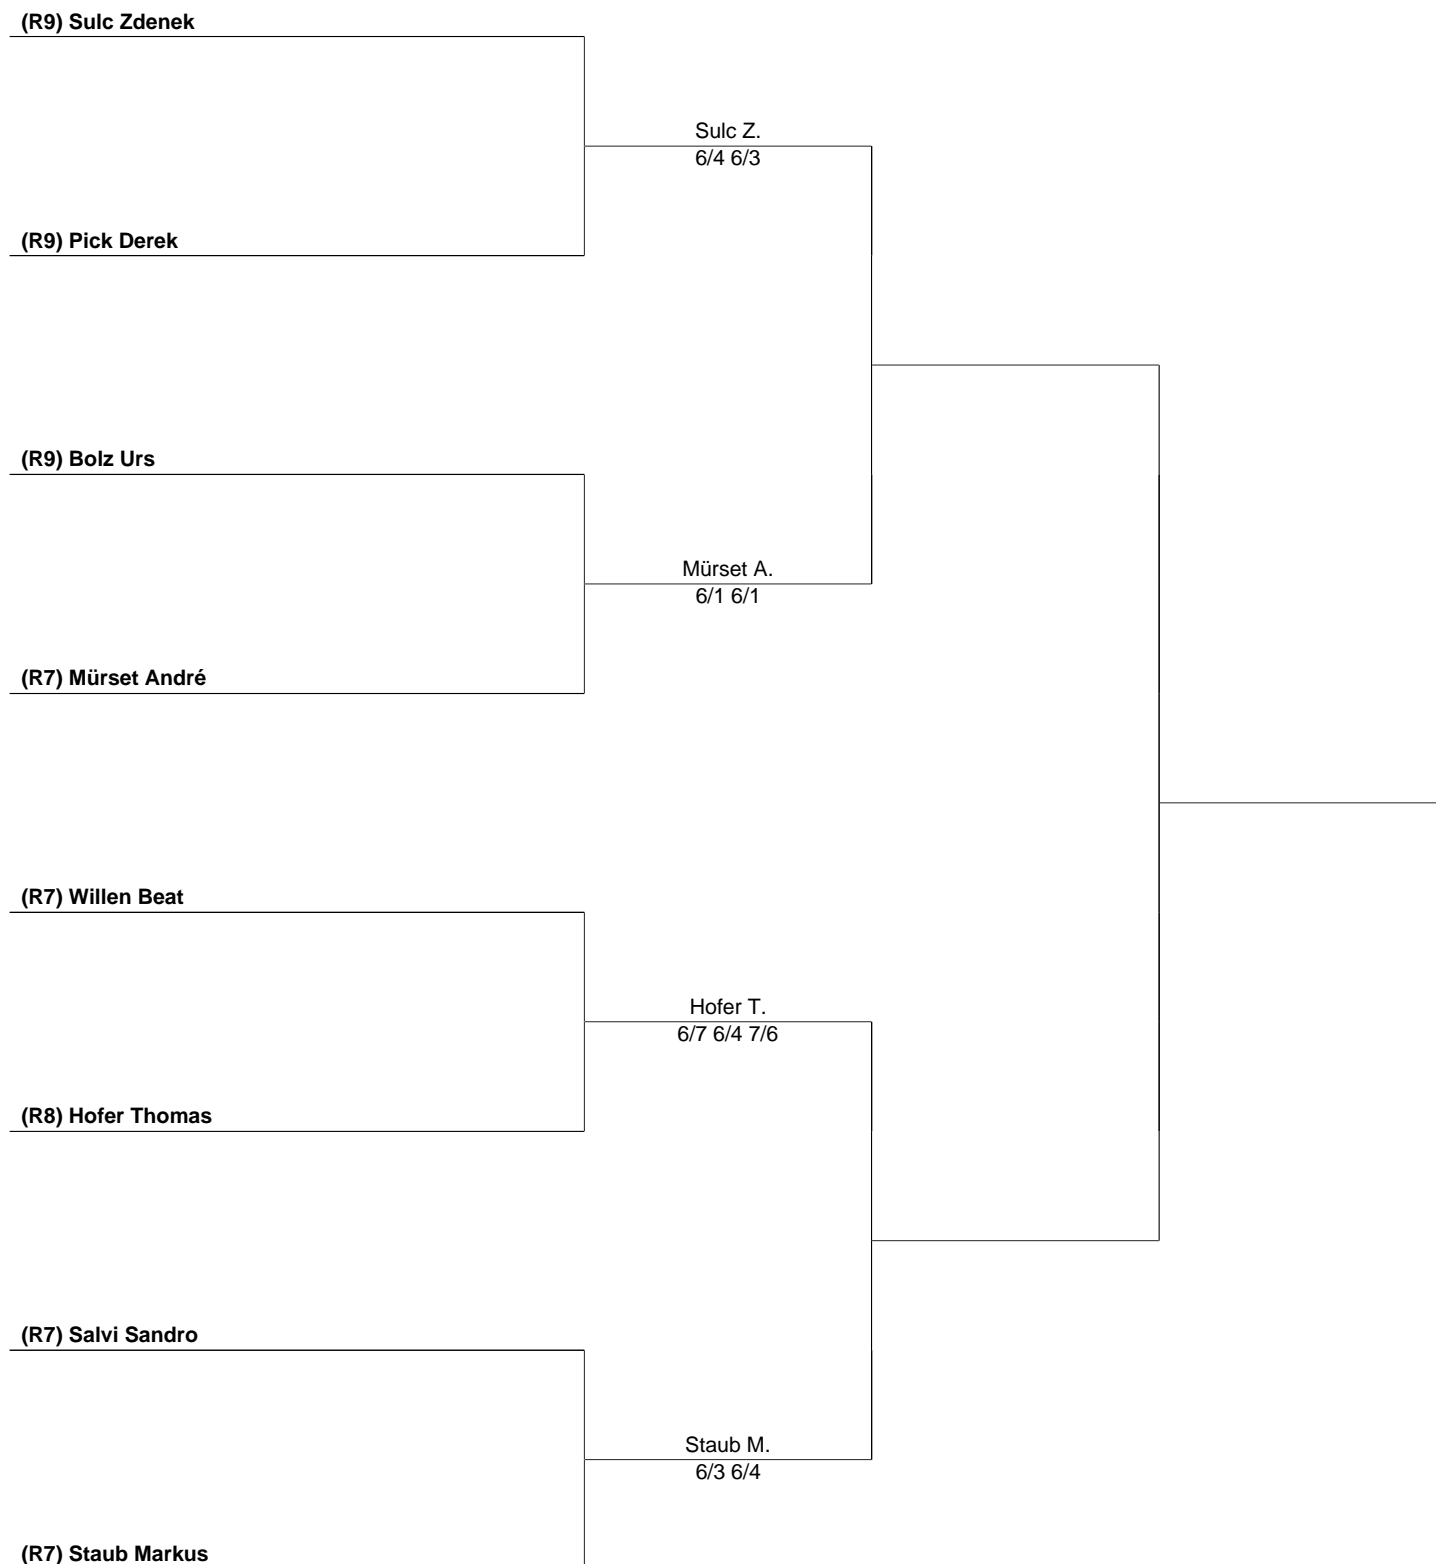 (R9) Sulc Zdenek
Sulc Z.
6/4 6/3
(R9) Pick Derek
(R9) Bolz Urs
Mürset A.
6/1 6/1
(R7) Mürset André
(R7) Willen Beat
Hofer T.
6/7 6/4 7/6
(R8) Hofer Thomas
(R7) Salvi Sandro
Staub M.
6/3 6/4
(R7) Staub Markus